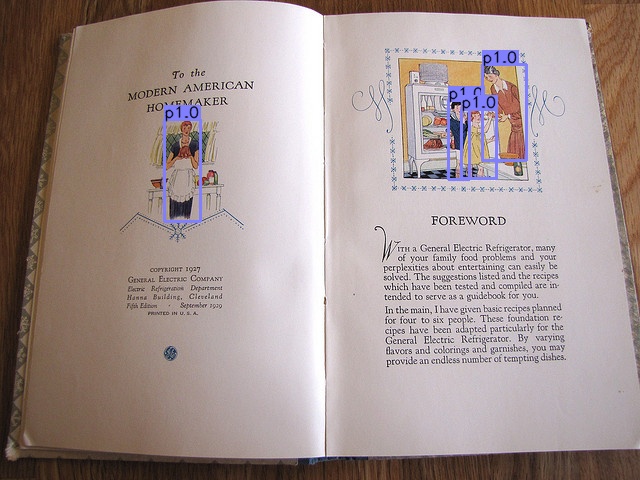 To the
MODERN AMERICAN
HOMEMAKER
COPYRIGHT 1927
GENERAL ELECTRIC COMPANY
Electric Refrigeration Department
Hanna Building, Cleveland
Fifth Edition - September 1929
PRINTED IN U. S. A.
FOREWORD
WITH a General Electric Refrigerator, many
of your family food problems and your
perplexities about entertaining can easily be
solved. The suggestions listed and the recipes
which have been tested and compiled are in-
tended to serve as a guidebook for you.
In the main, I have given basic recipes planned
for four to six people. These foundation re-
cipes have been adapted particularly for the
General Electric Refrigerator. By varying
flavors and colorings and garnishes, you may
provide an endless number of tempting dishes.
p1.0
p1.0
p1.0
p1.0